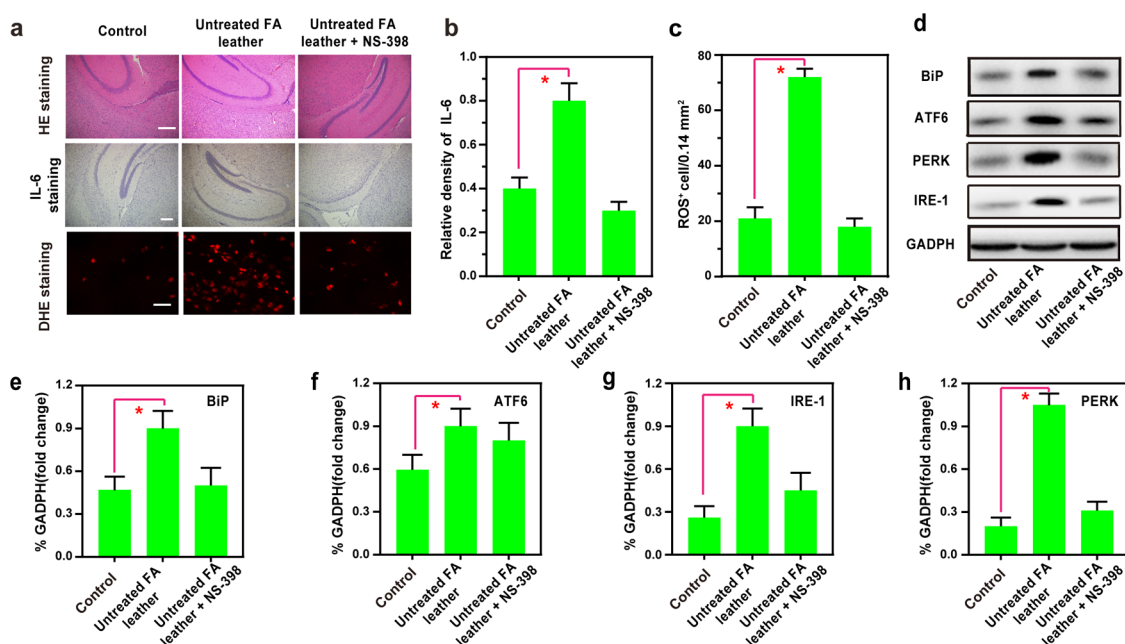 a
Control
Untreated FA
leather
Untreated FA
leather + NS-398
HE staining
IL-6
staining
DHE staining
b
Relative density of IL-6
1.0
0.8
0.6
0.4
0.2
0.0
*
Control
Untreated FA
leather
Untreated FA
leather + NS-398
c
ROS+ cell/0.14 mm²
80
60
40
20
0
*
Control
Untreated FA
leather
Untreated FA
leather + NS-398
d
BiP
ATF6
PERK
IRE-1
GADPH
Control
Untreated FA
leather
Untreated FA
leather + NS-398
e
% GADPH(fold change)
1.2
0.9
0.6
0.3
0.0
*
BiP
Control
Untreated FA
leather
Untreated FA
leather + NS-398
f
% GADPH(fold change)
1.2
0.9
0.6
0.3
0.0
*
ATF6
Control
Untreated FA
leather
Untreated FA
leather + NS-398
g
% GADPH(fold change)
1.2
0.9
0.6
0.3
0.0
*
IRE-1
Control
Untreated FA
leather
Untreated FA
leather + NS-398
h
% GADPH(fold change)
1.2
0.9
0.6
0.3
0.0
*
PERK
Control
Untreated FA
leather
Untreated FA
leather + NS-398